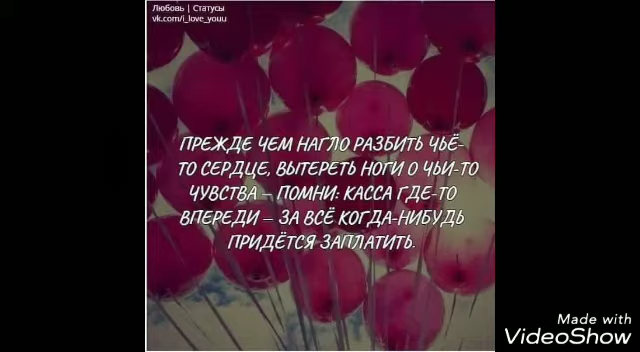 Любовь | Статусы
vk.com/i_love_youu
ПРЕЖДЕ ЧЕМ НАГЛО РАЗБИТЬ ЧЬЁ-
ТО СЕРДЦЕ, ВЫТЕРЕТЬ НОГИ О ЧЬИ-ТО
ЧУВСТВА – ПОМНИ: КАССА ГДЕ-ТО
ВПЕРЕДИ – ЗА ВСЁ КОГДА-НИБУДЬ
ПРИДЁТСЯ ЗАПЛАТИТЬ.
Made with
VideoShow